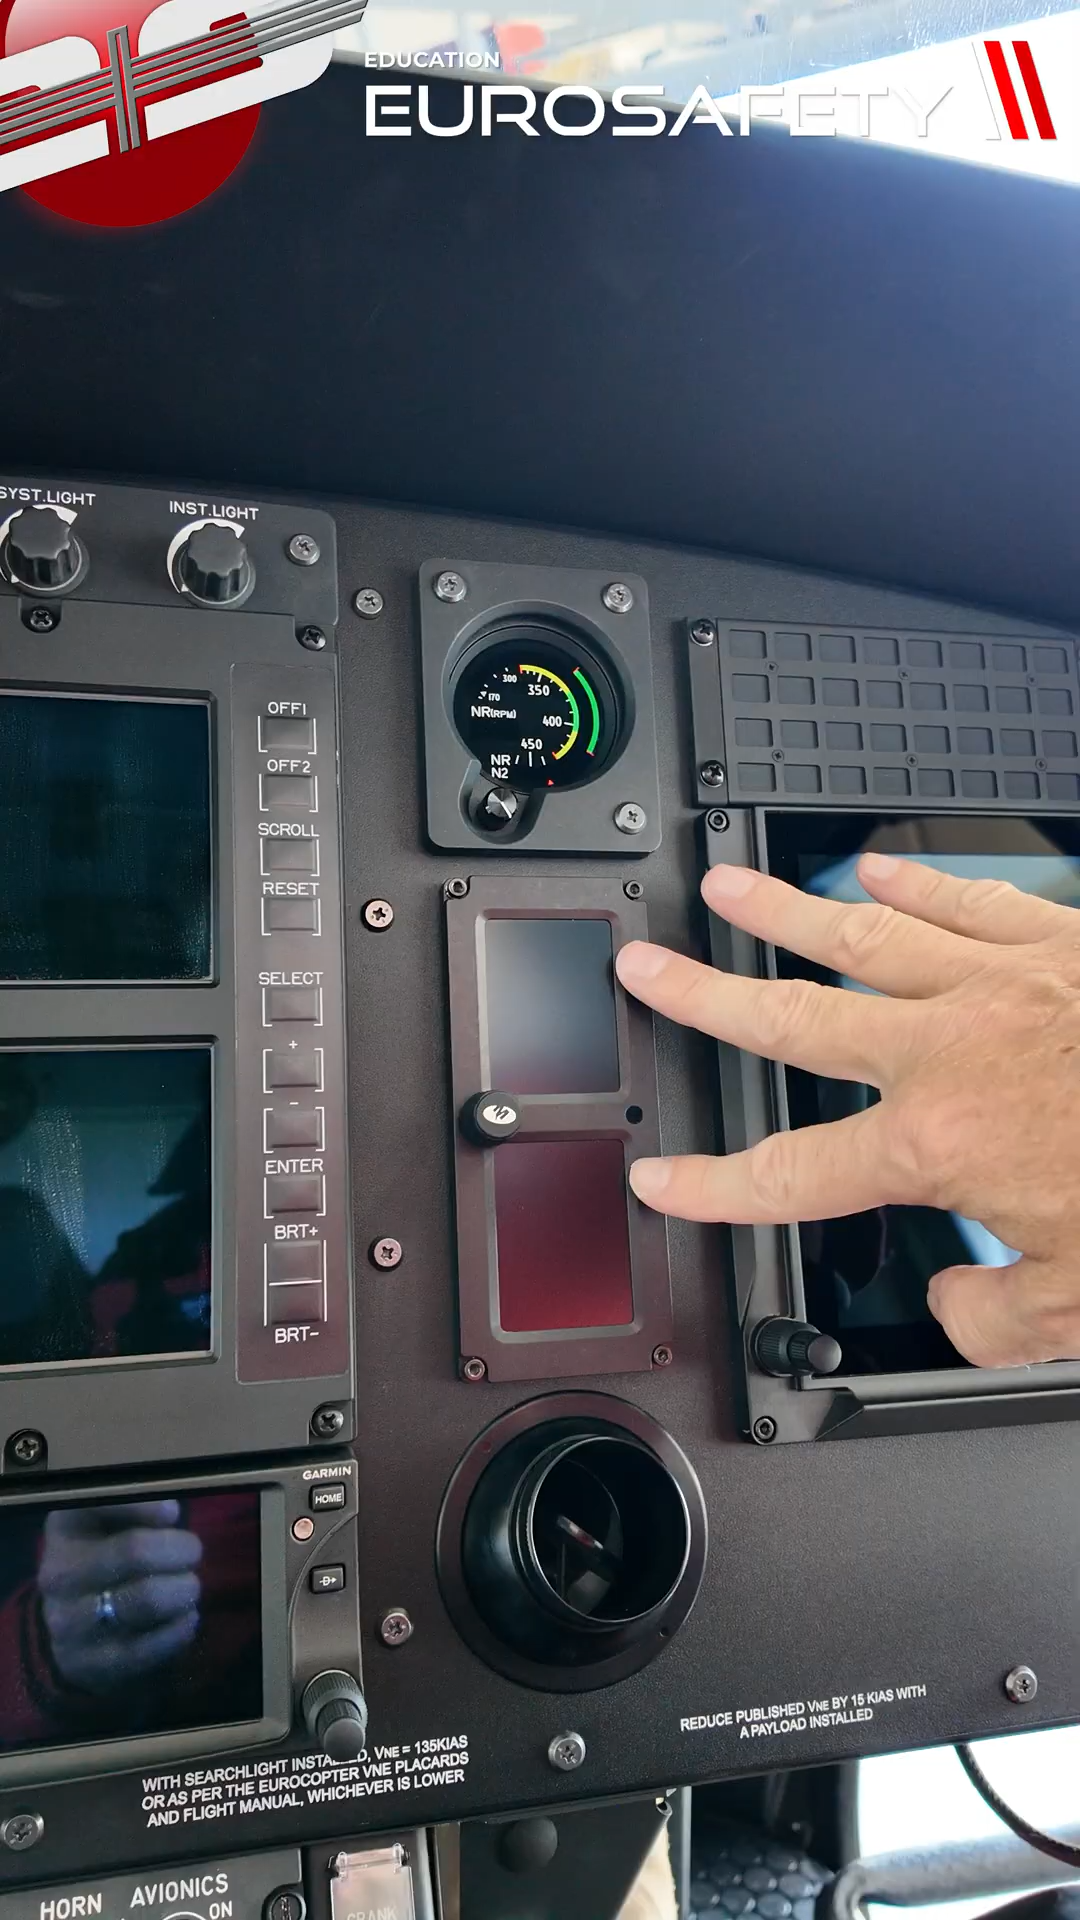 EDUCATION
EUROSAFETY
SYST.LIGHT
INST.LIGHT
OFF1
OFF2
SCROLL
RESET
SELECT
+
-
ENTER
BRT+
BRT-
300
350
170
NR(RPM)
400
450
NR /
N2
GARMIN
HOME
D
WITH SEARCHLIGHT INSTALLED, VNE = 135KIAS
OR AS PER THE EUROCOPTER VNE PLACARDS
AND FLIGHT MANUAL, WHICHEVER IS LOWER
REDUCE PUBLISHED VNE BY 15 KIAS WITH
A PAYLOAD INSTALLED
HORN
AVIONICS
ON
CRANK